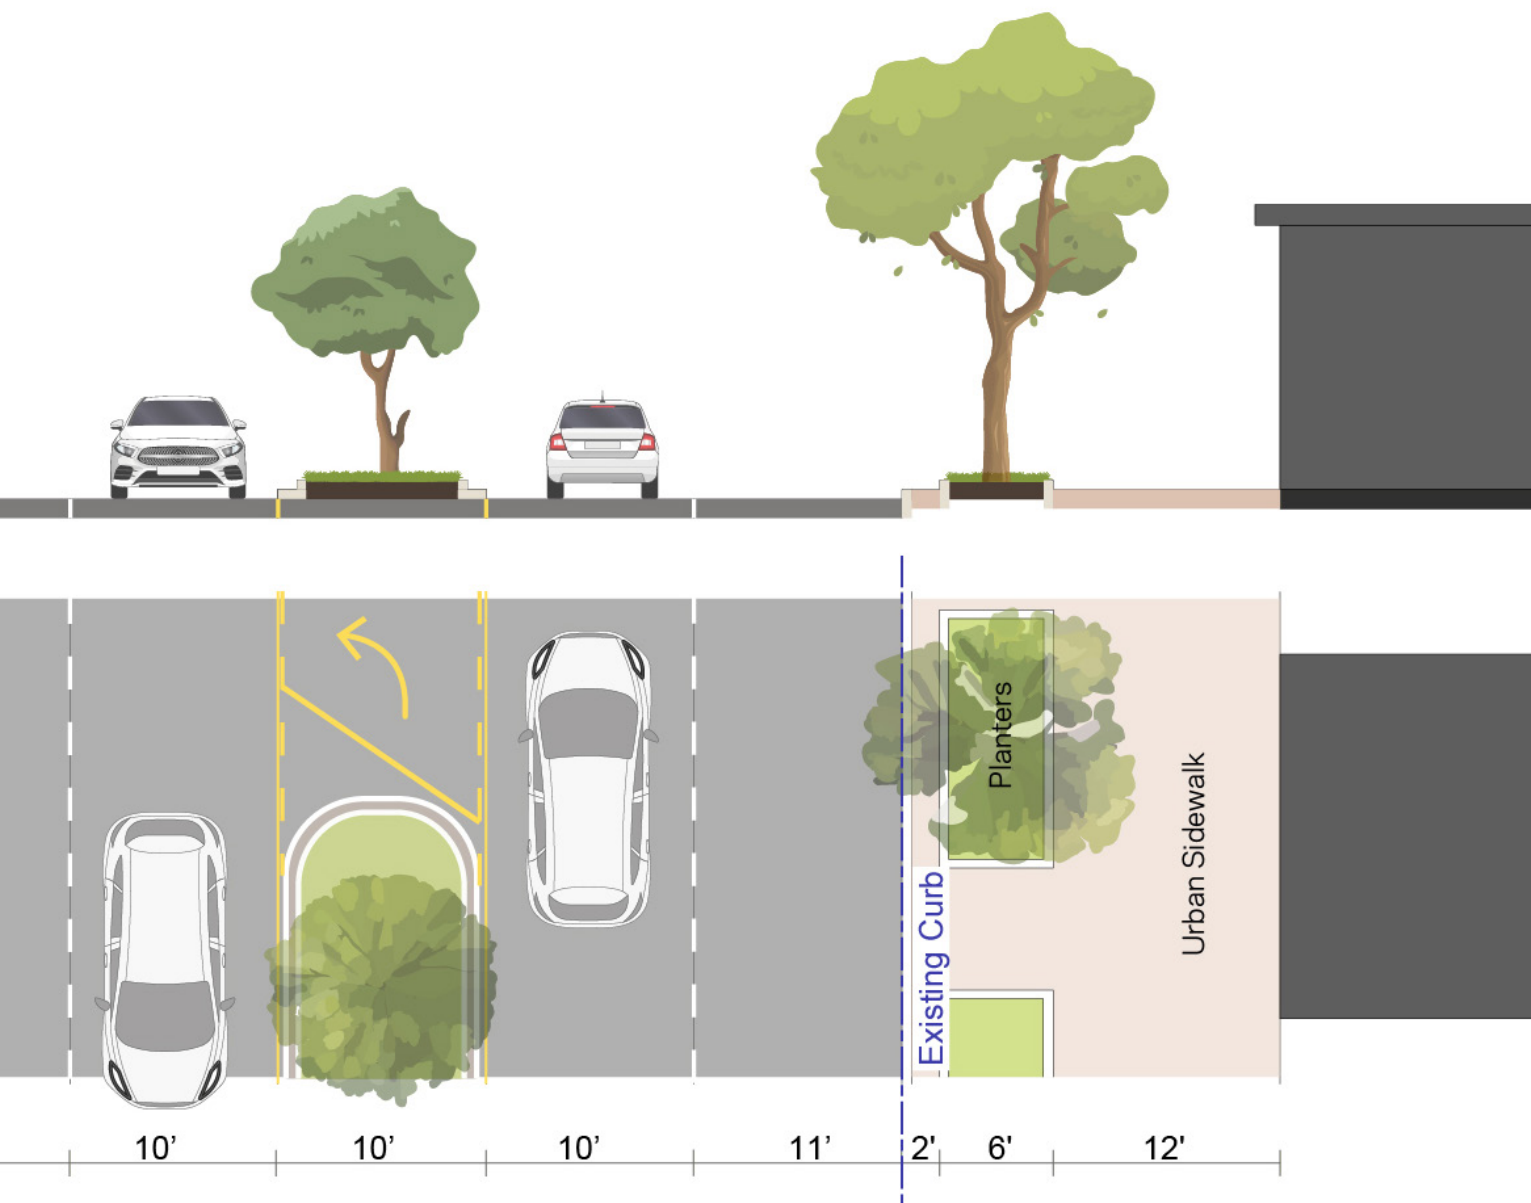 Planters
Urban Sidewalk
Existing Curb
10’
10’
10’
11’
2'
6'
12'